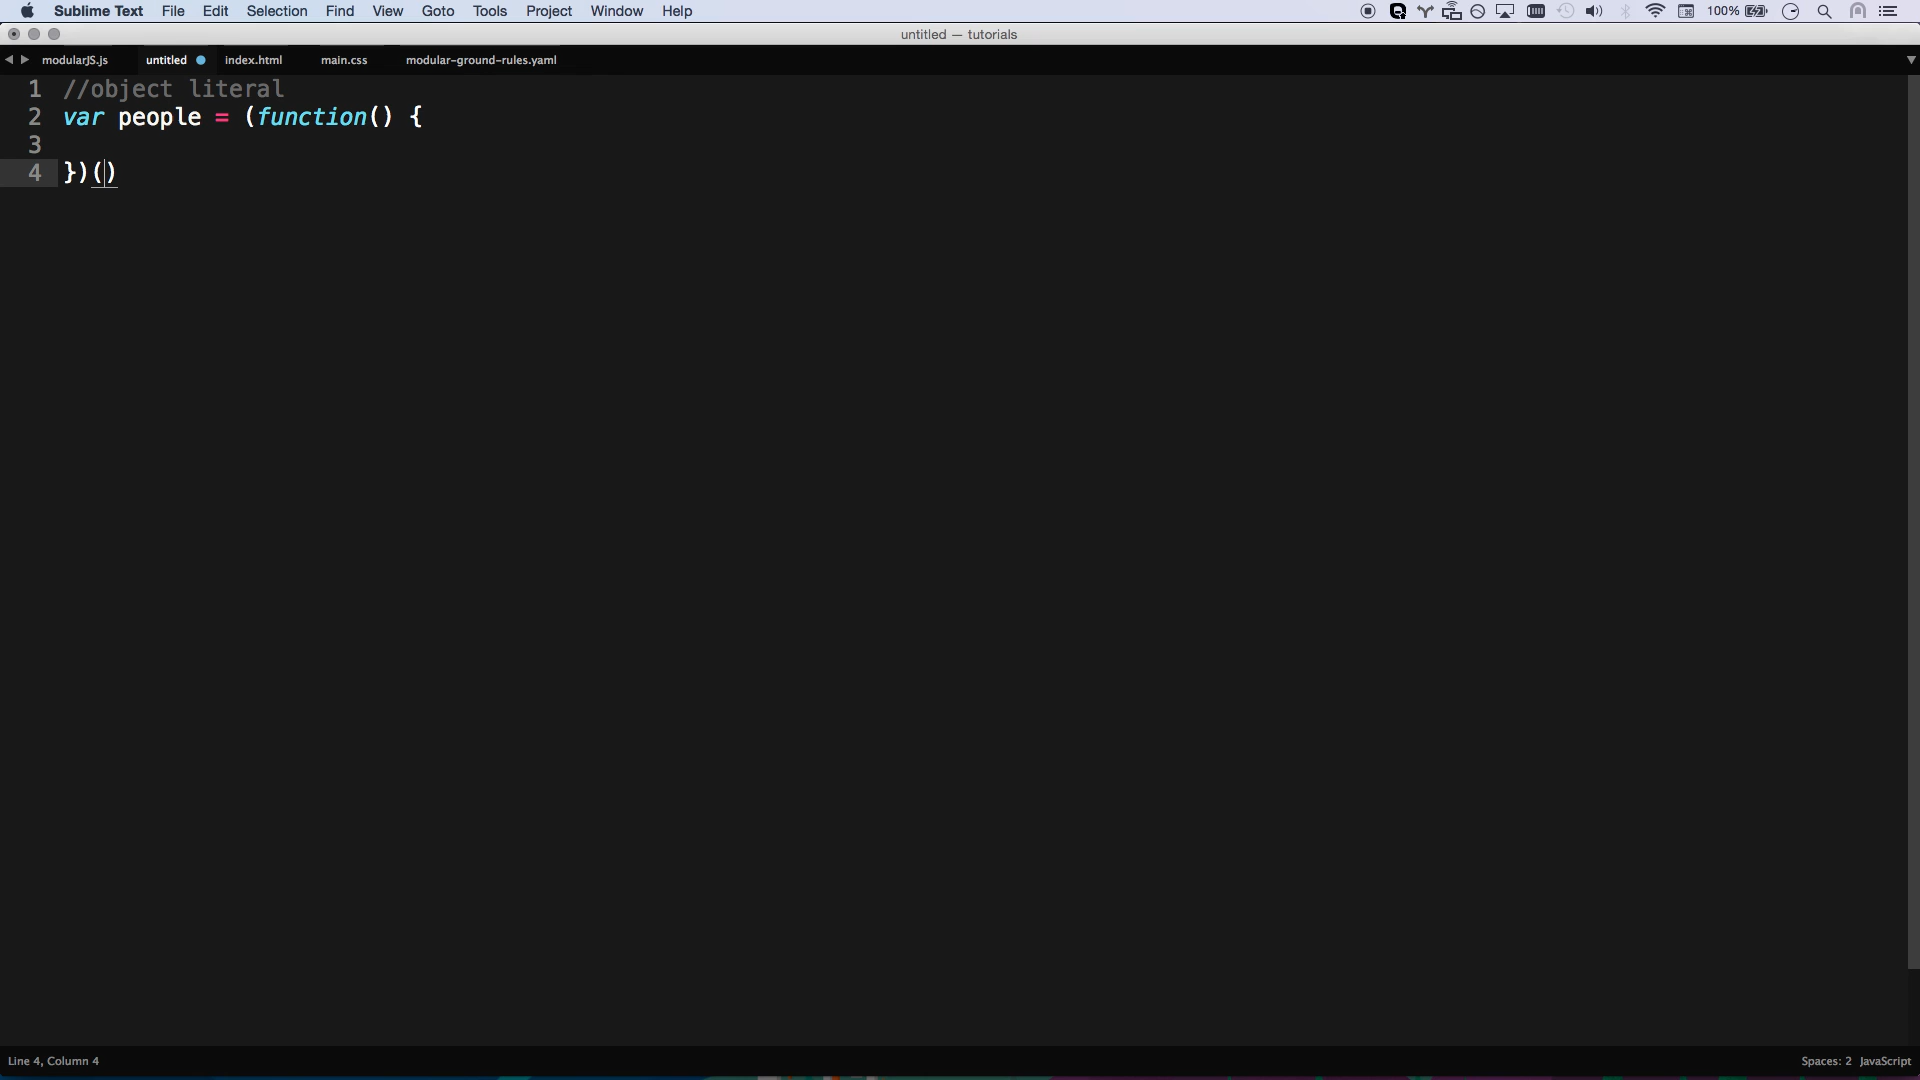 Sublime Text File Edit Selection Find View Goto Tools Project Window Help 100%
untitled — tutorials
modularJS.js untitled index.html main.css modular-ground-rules.yaml
1 //object literal
2 var people = (function() {
3
4 })()
Line 4, Column 4 Spaces: 2 JavaScript